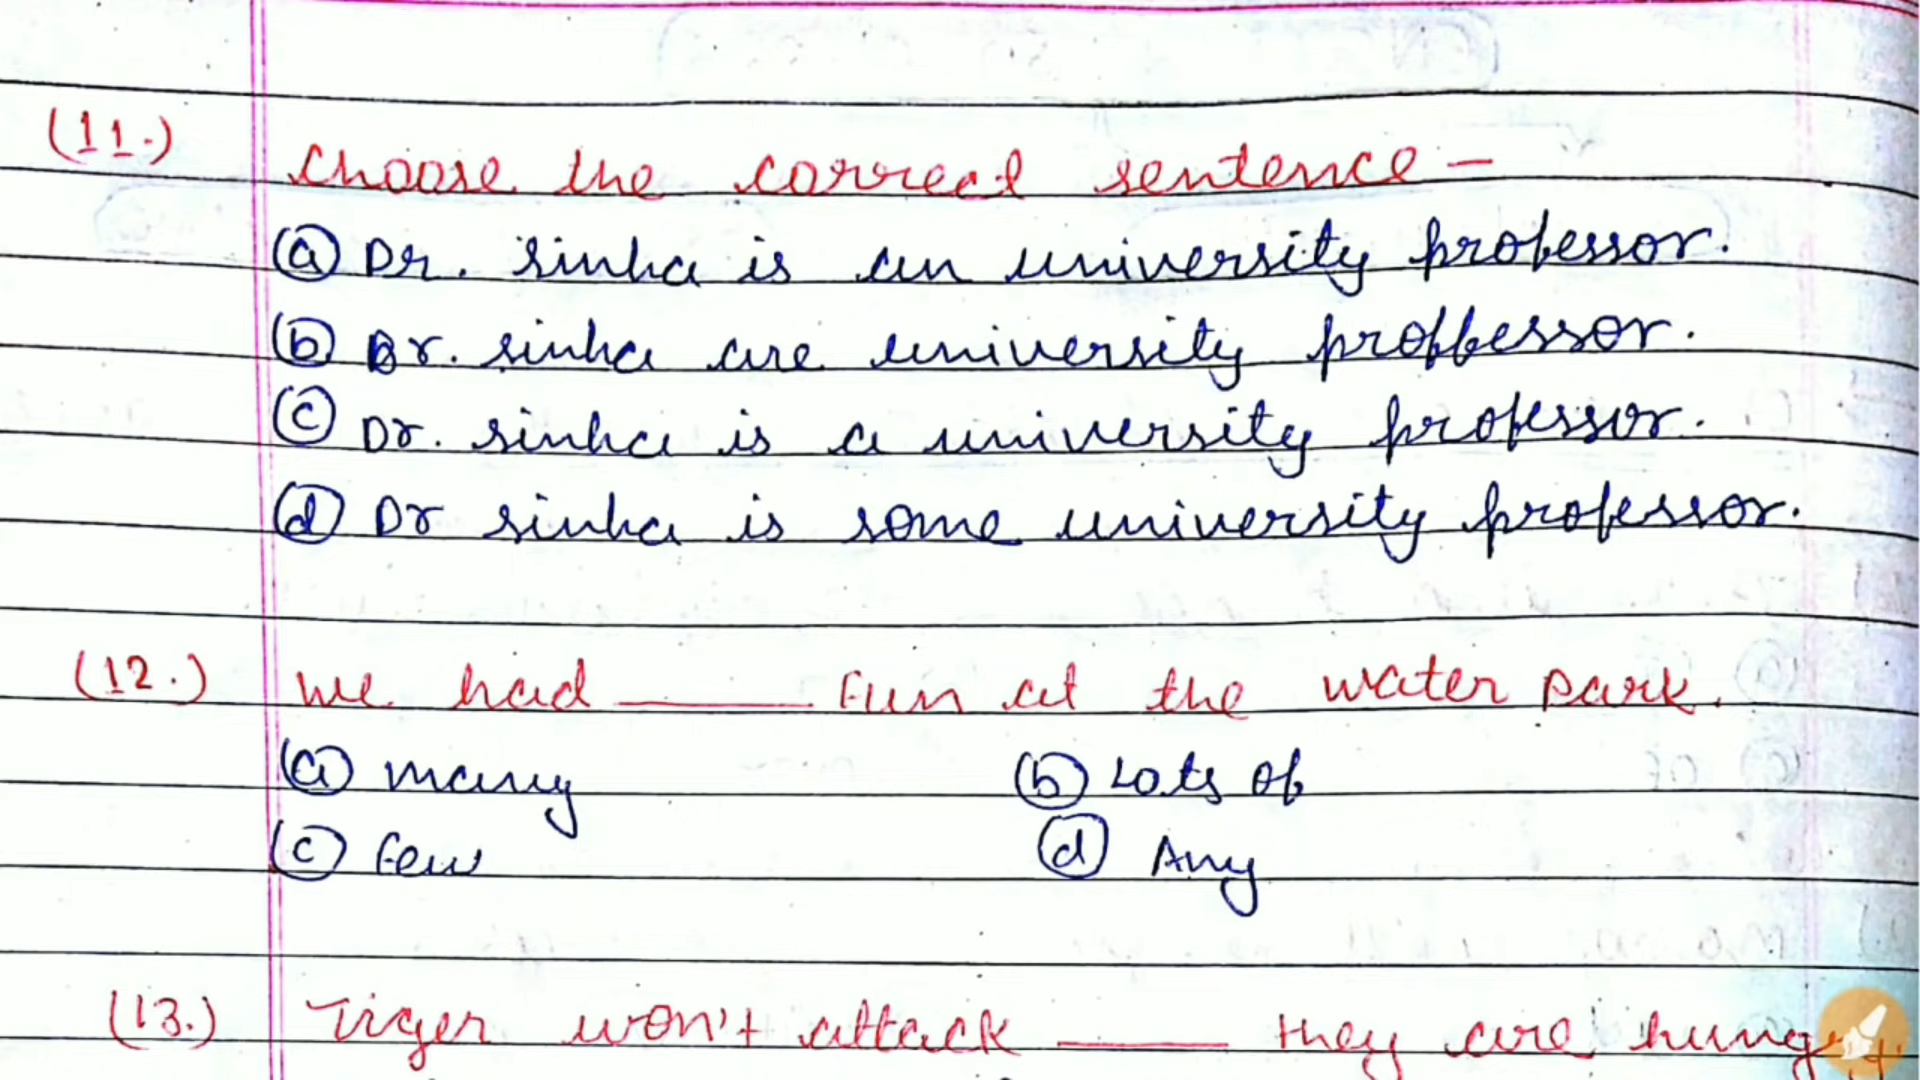 (11.) Choose the correct sentence -
(a) Dr. sinha is an university professor.
(b) Dr. sinha are university proffessor.
(c) Dr. sinha is a university professor.
(d) Dr sinha is some university professor.
(12.) We had ______ Fun at the water Park.
(a) many (b) Lots of
(c) Few (d) Any
(13.) Tiger won't attack ______ they are hungry